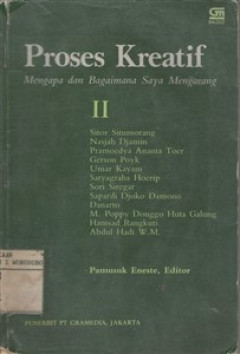 Proses Kreatif
Mengapa dan Bagaimana Saya Mengarang
II
Sitor Situmorang
Nasjah Djamin
Pramoedya Ananta Toer
Gerson Poyk
Umar Kayam
Satyagraha Hoerip
Sori Siregar
Sapardi Djoko Damono
Danarto
M. Poppy Donggo Huta Galung
Hamsad Rangkuti
Abdul Hadi W.M.
Pamusuk Eneste, Editor
PENERBIT PT GRAMEDIA, JAKARTA